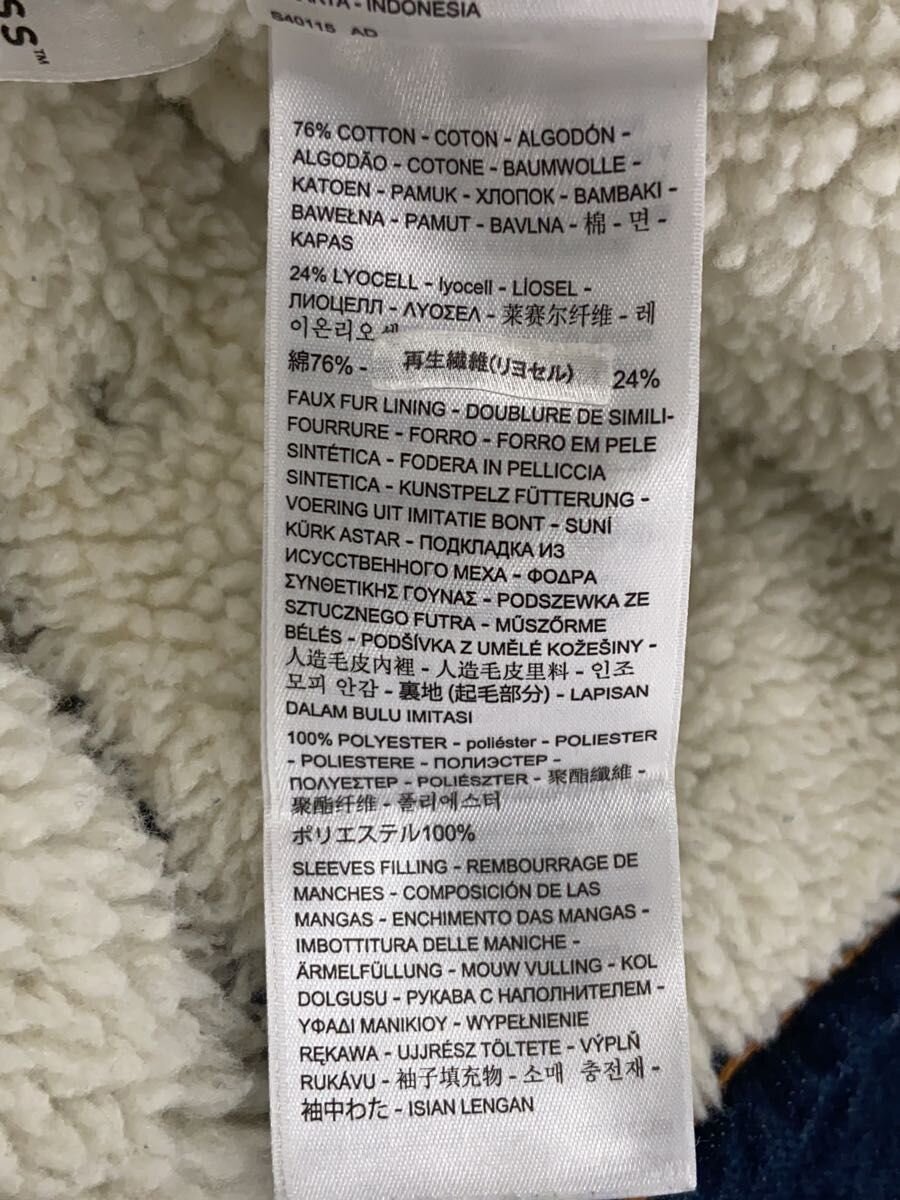 SS™
- INDONESIA
S40115 AD
76% COTTON - COTON - ALGODÓN -
ALGODÃO - COTONE - BAUMWOLLE -
KATOEN - PAMUK - ХЛОПОК - BAMBAKI -
BAWEŁNA - PAMUT - BAVLNA - 棉 - 면 -
KAPAS
24% LYOCELL - lyocell - LİOSEL -
ЛИОЦЕЛЛ - ΛΥΟΣΕΛ - 莱赛尔纤维 - 레
이온리오셀
綿76% - 再生繊維(リヨセル) 24%
FAUX FUR LINING - DOUBLURE DE SIMILI-
FOURRURE - FORRO - FORRO EM PELE
SINTÉTICA - FODERA IN PELLICCIA
SINTETICA - KUNSTPELZ FÜTTERUNG -
VOERING UIT IMITATIE BONT - SUNİ
KÜRK ASTAR - ПОДКЛАДКА ИЗ
ИСУССТВЕННОГО МЕХА - ΦΟΔΡΑ
ΣΥΝΘΕΤΙΚΗΣ ΓΟΥΝΑΣ - PODSZEWKA ZE
SZTUCZNEGO FUTRA - MŰSZŐRME
BÉLÉS - PODŠÍVKA Z UMĚLÉ KOŽEŠINY -
人造毛皮內裡 - 人造毛皮里料 - 인조
모피 안감 - 裏地 (起毛部分) - LAPISAN
DALAM BULU IMITASI
100% POLYESTER - poliéster - POLIESTER
- POLIESTERE - ПОЛИЭСТЕР -
ΠΟΛΥΕΣΤΕΡ - POLIÉSZTER - 聚酯纖維 -
聚酯纤维 - 폴리에스터
ポリエステル100%
SLEEVES FILLING - REMBOURRAGE DE
MANCHES - COMPOSICIÓN DE LAS
MANGAS - ENCHIMENTO DAS MANGAS -
IMBOTTITURA DELLE MANICHE -
ÄRMELFÜLLUNG - MOUW VULLING - KOL
DOLGUSU - РУКАВА С НАПОЛНИТЕЛЕМ -
ΥΦΑΔΙ ΜΑΝΙΚΙΟΥ - WYPEŁNIENIE
RĘKAWA - UJJRÉSZ TÖLTETE - VÝPLŇ
RUKÁVU - 袖子填充物 - 소매 충전재 -
袖中わた - ISIAN LENGAN